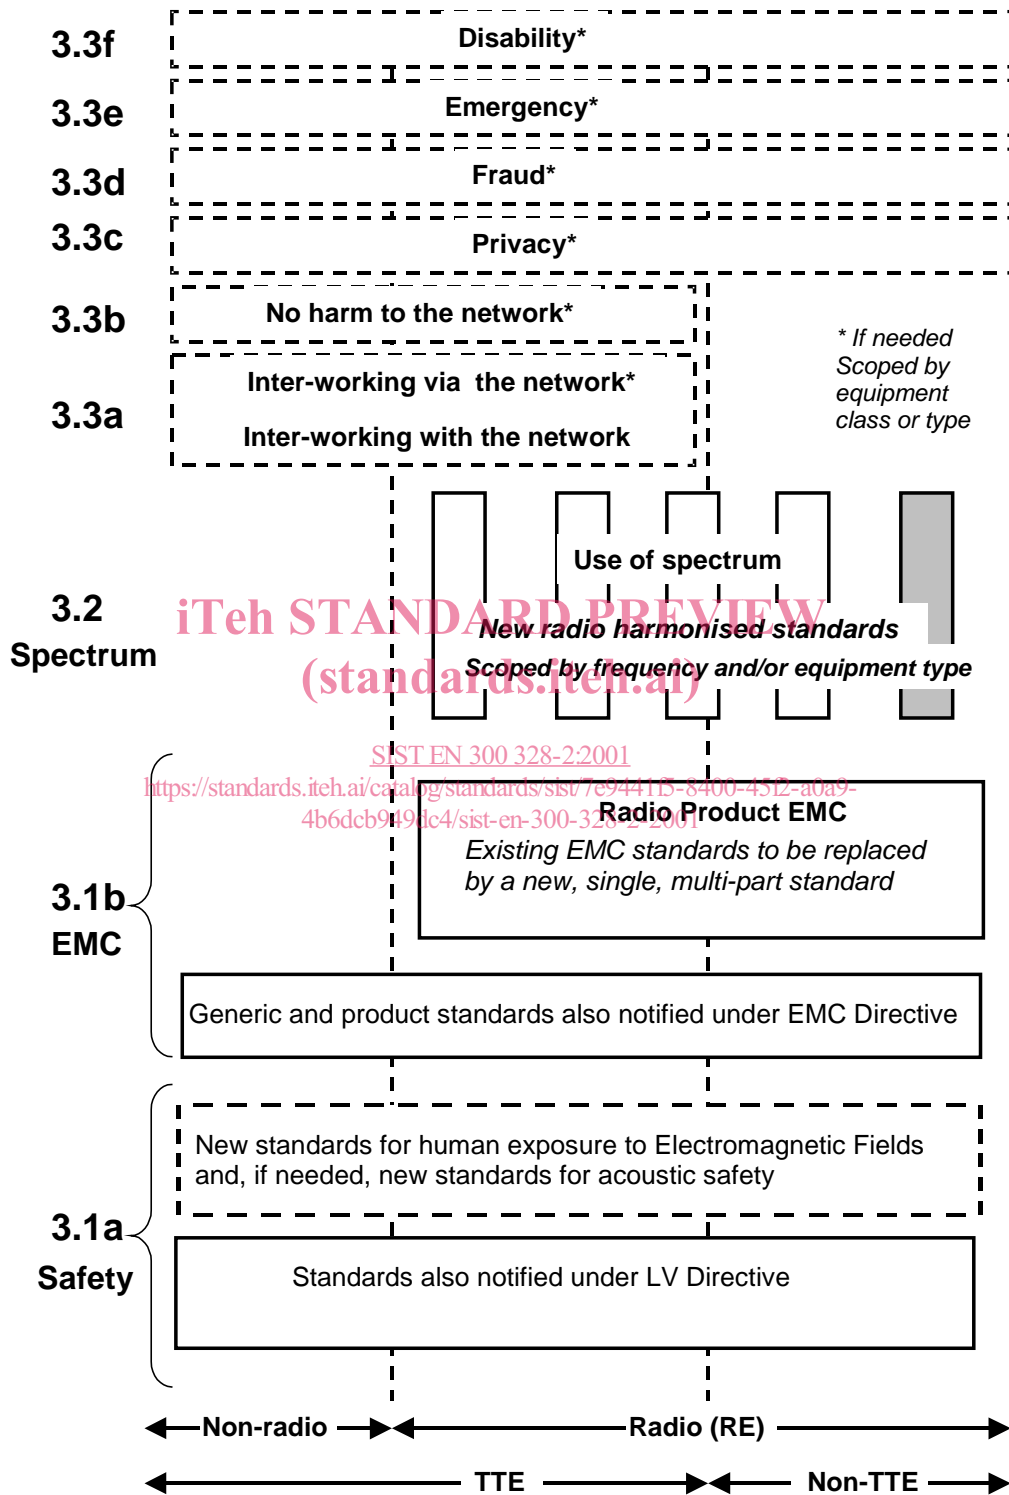 3.3f
Disability*
3.3e
Emergency*
3.3d
Fraud*
3.3c
Privacy*
3.3b
No harm to the network*
* If needed
Scoped by
equipment
class or type
3.3a
Inter-working via the network*
Inter-working with the network
Use of spectrum
3.2
Spectrum
iTeh STANDARD PREVIEW
New radio harmonised standards
(standards.iteh.ai)
Scoped by frequency and/or equipment type
SIST EN 300 328-2:2001
https://standards.iteh.ai/catalog/standards/sist/7e9441f5-8400-45f2-a0a9-
4b6dcb949dc4/sist-en-300-328-2-2001
Radio Product EMC
Existing EMC standards to be replaced
by a new, single, multi-part standard
3.1b
EMC
Generic and product standards also notified under EMC Directive
New standards for human exposure to Electromagnetic Fields
and, if needed, new standards for acoustic safety
3.1a
Safety
Standards also notified under LV Directive
Non-radio
Radio (RE)
TTE
Non-TTE